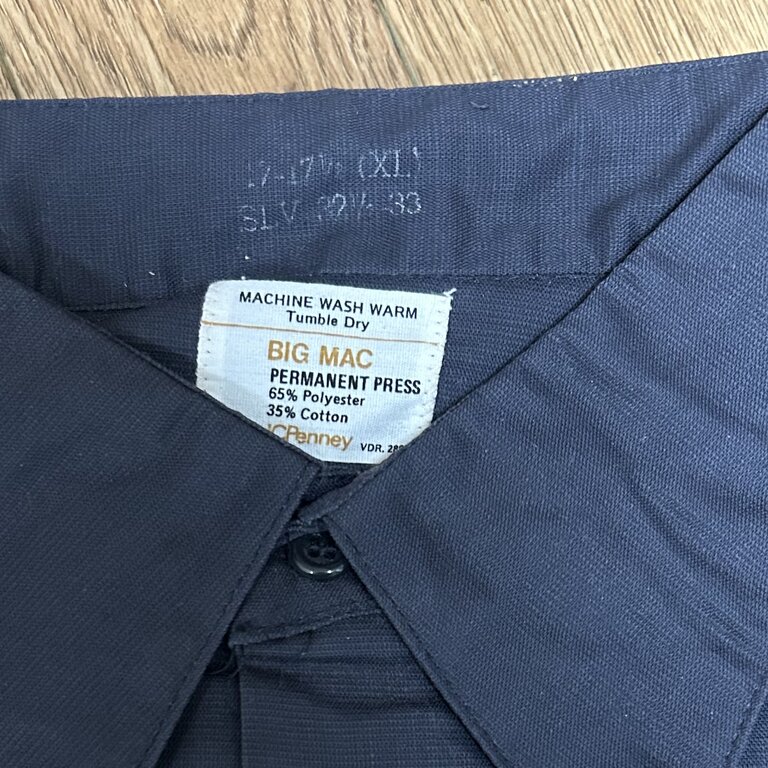 17-17½ (XL)
SLV. 32½-33
MACHINE WASH WARM
Tumble Dry
BIG MAC
PERMANENT PRESS
65% Polyester
35% Cotton
JCPenney
VDR.